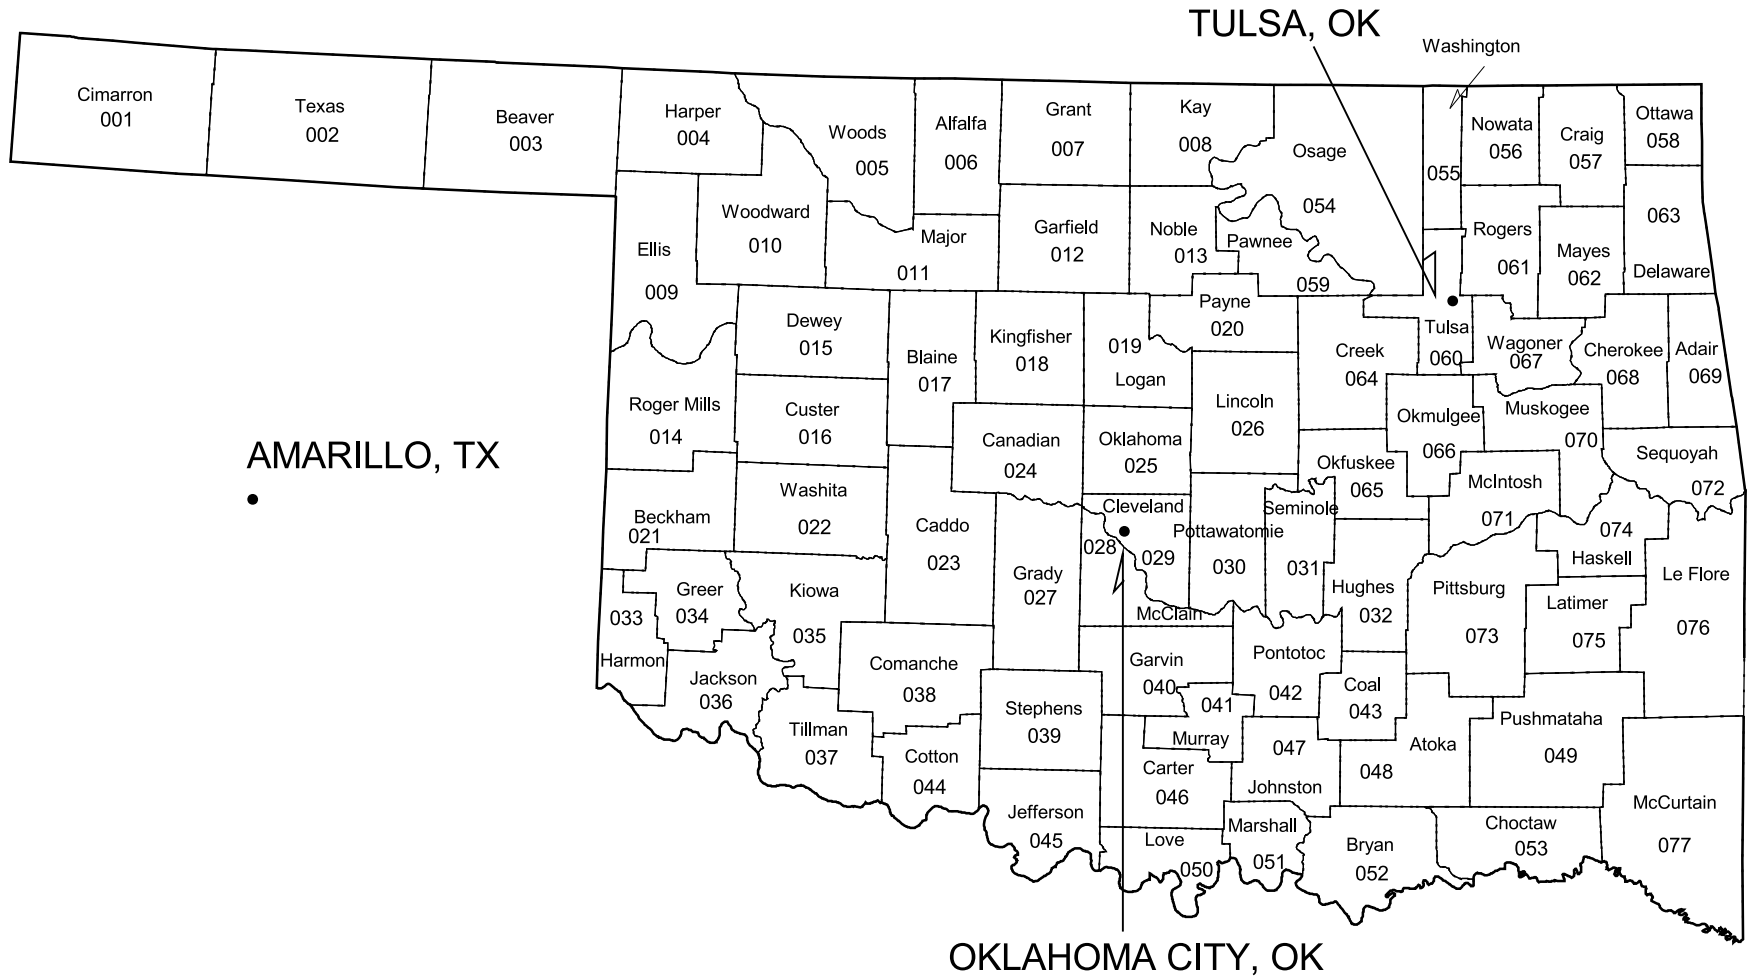 TULSA, OK
Washington
Cimarron
001
Texas
002
Beaver
003
Harper
004
Woods
005
Alfalfa
006
Grant
007
Kay
008
Osage
054
055
Nowata
056
Craig
057
Ottawa
058
Ellis
009
Woodward
010
Major
011
Garfield
012
Noble
013
Pawnee
059
Rogers
061
Mayes
062
063
Delaware
Dewey
015
Blaine
017
Kingfisher
018
019
Logan
Payne
020
Creek
064
Tulsa
060
Wagoner
067
Cherokee
068
Adair
069
Roger Mills
014
Custer
016
Canadian
024
Oklahoma
025
Lincoln
026
Okmulgee
066
Muskogee
070
Sequoyah
072
AMARILLO, TX
Beckham
021
Washita
022
Caddo
023
Grady
027
028
Cleveland
029
Pottawatomie
030
Seminole
031
Okfuskee
065
McIntosh
071
074
Haskell
033
Harmon
Greer
034
Kiowa
035
McClain
Hughes
032
Pittsburg
073
Latimer
075
Le Flore
076
Jackson
036
Tillman
037
Comanche
038
Stephens
039
Garvin
040
041
Murray
Pontotoc
042
Coal
043
Cotton
044
Jefferson
045
Carter
046
047
Johnston
Atoka
048
Pushmataha
049
Love
050
Marshall
051
Bryan
052
Choctaw
053
McCurtain
077
OKLAHOMA CITY, OK